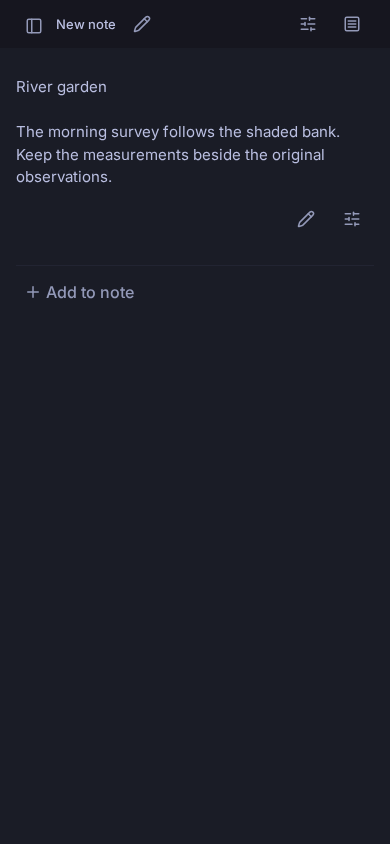 New note
River garden
The morning survey follows the shaded bank.
Keep the measurements beside the original
observations.
Add to note